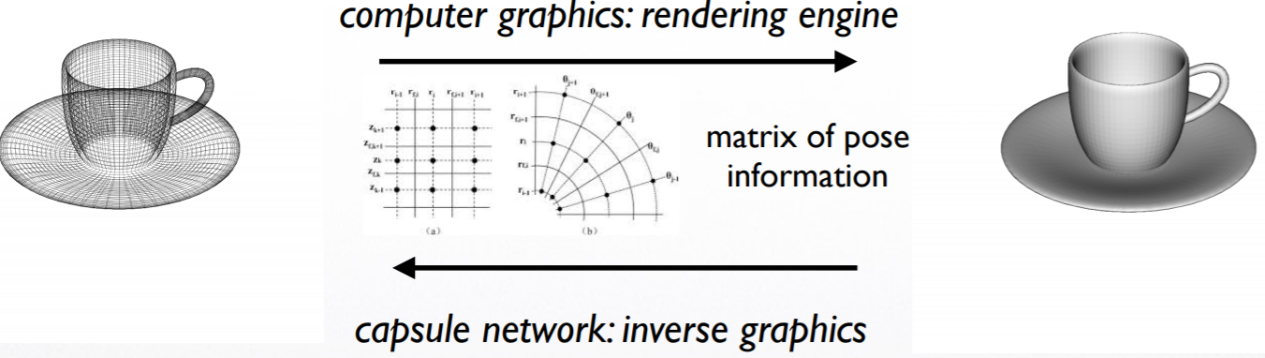 computer graphics: rendering engine
matrix of pose
information
(a)
(b)
capsule network: inverse graphics